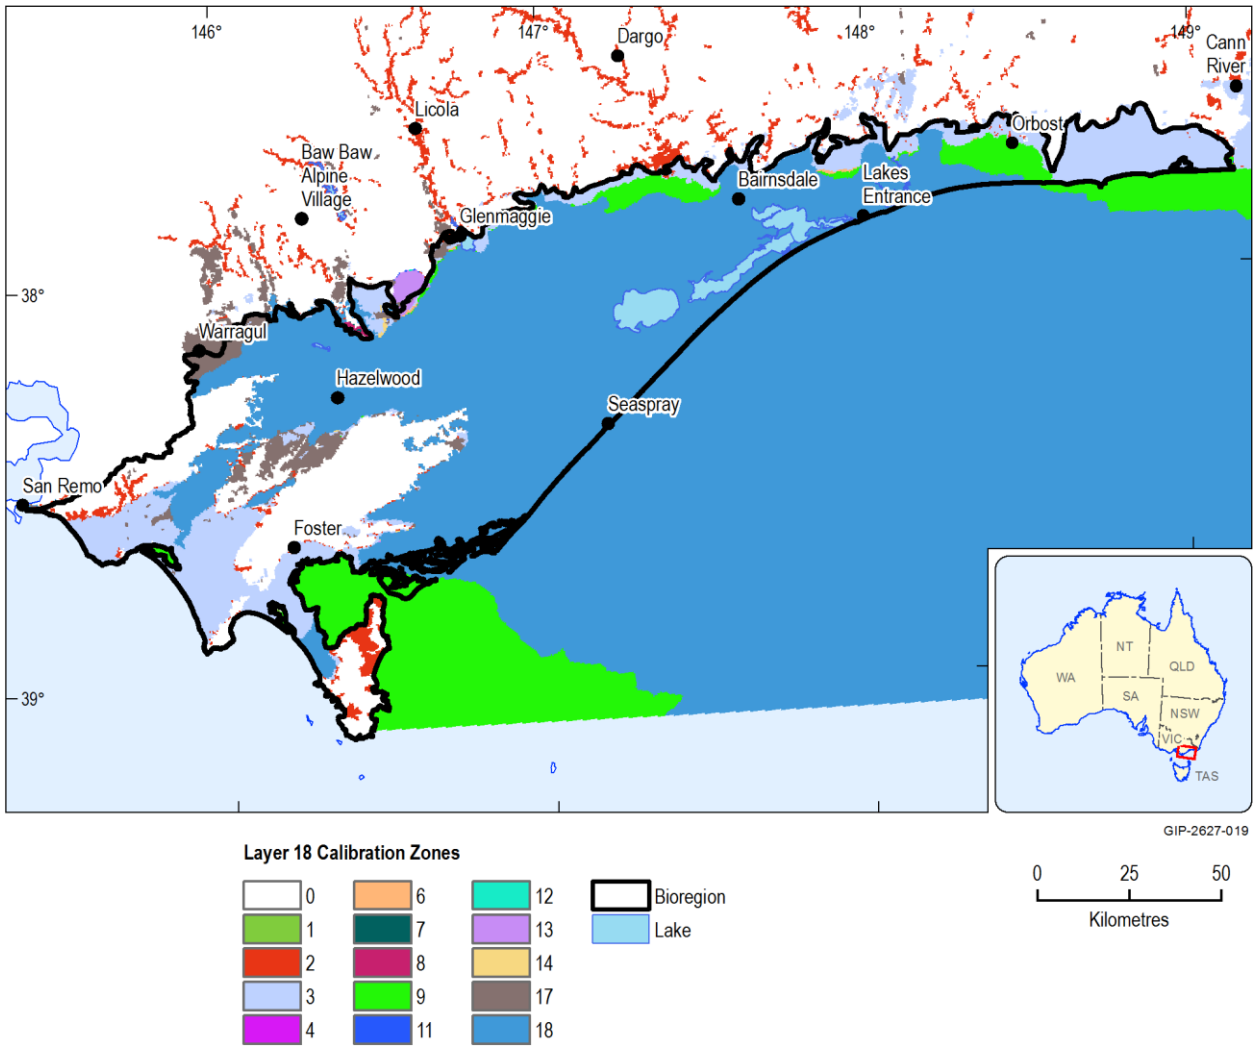 146°
147°
148°
149°
Dargo
Cann
River
Licola
Orbost
Baw Baw
Alpine
Village
Bairnsdale
Lakes
Entrance
Glenmaggie
38°
Warragul
Hazelwood
Seaspray
San Remo
Foster
39°
NT
QLD
WA
SA
NSW
VIC
TAS
GIP-2627-019
Layer 18 Calibration Zones
0
6
12
Bioregion
1
7
13
Lake
2
8
14
3
9
17
4
11
18
0
25
50
Kilometres